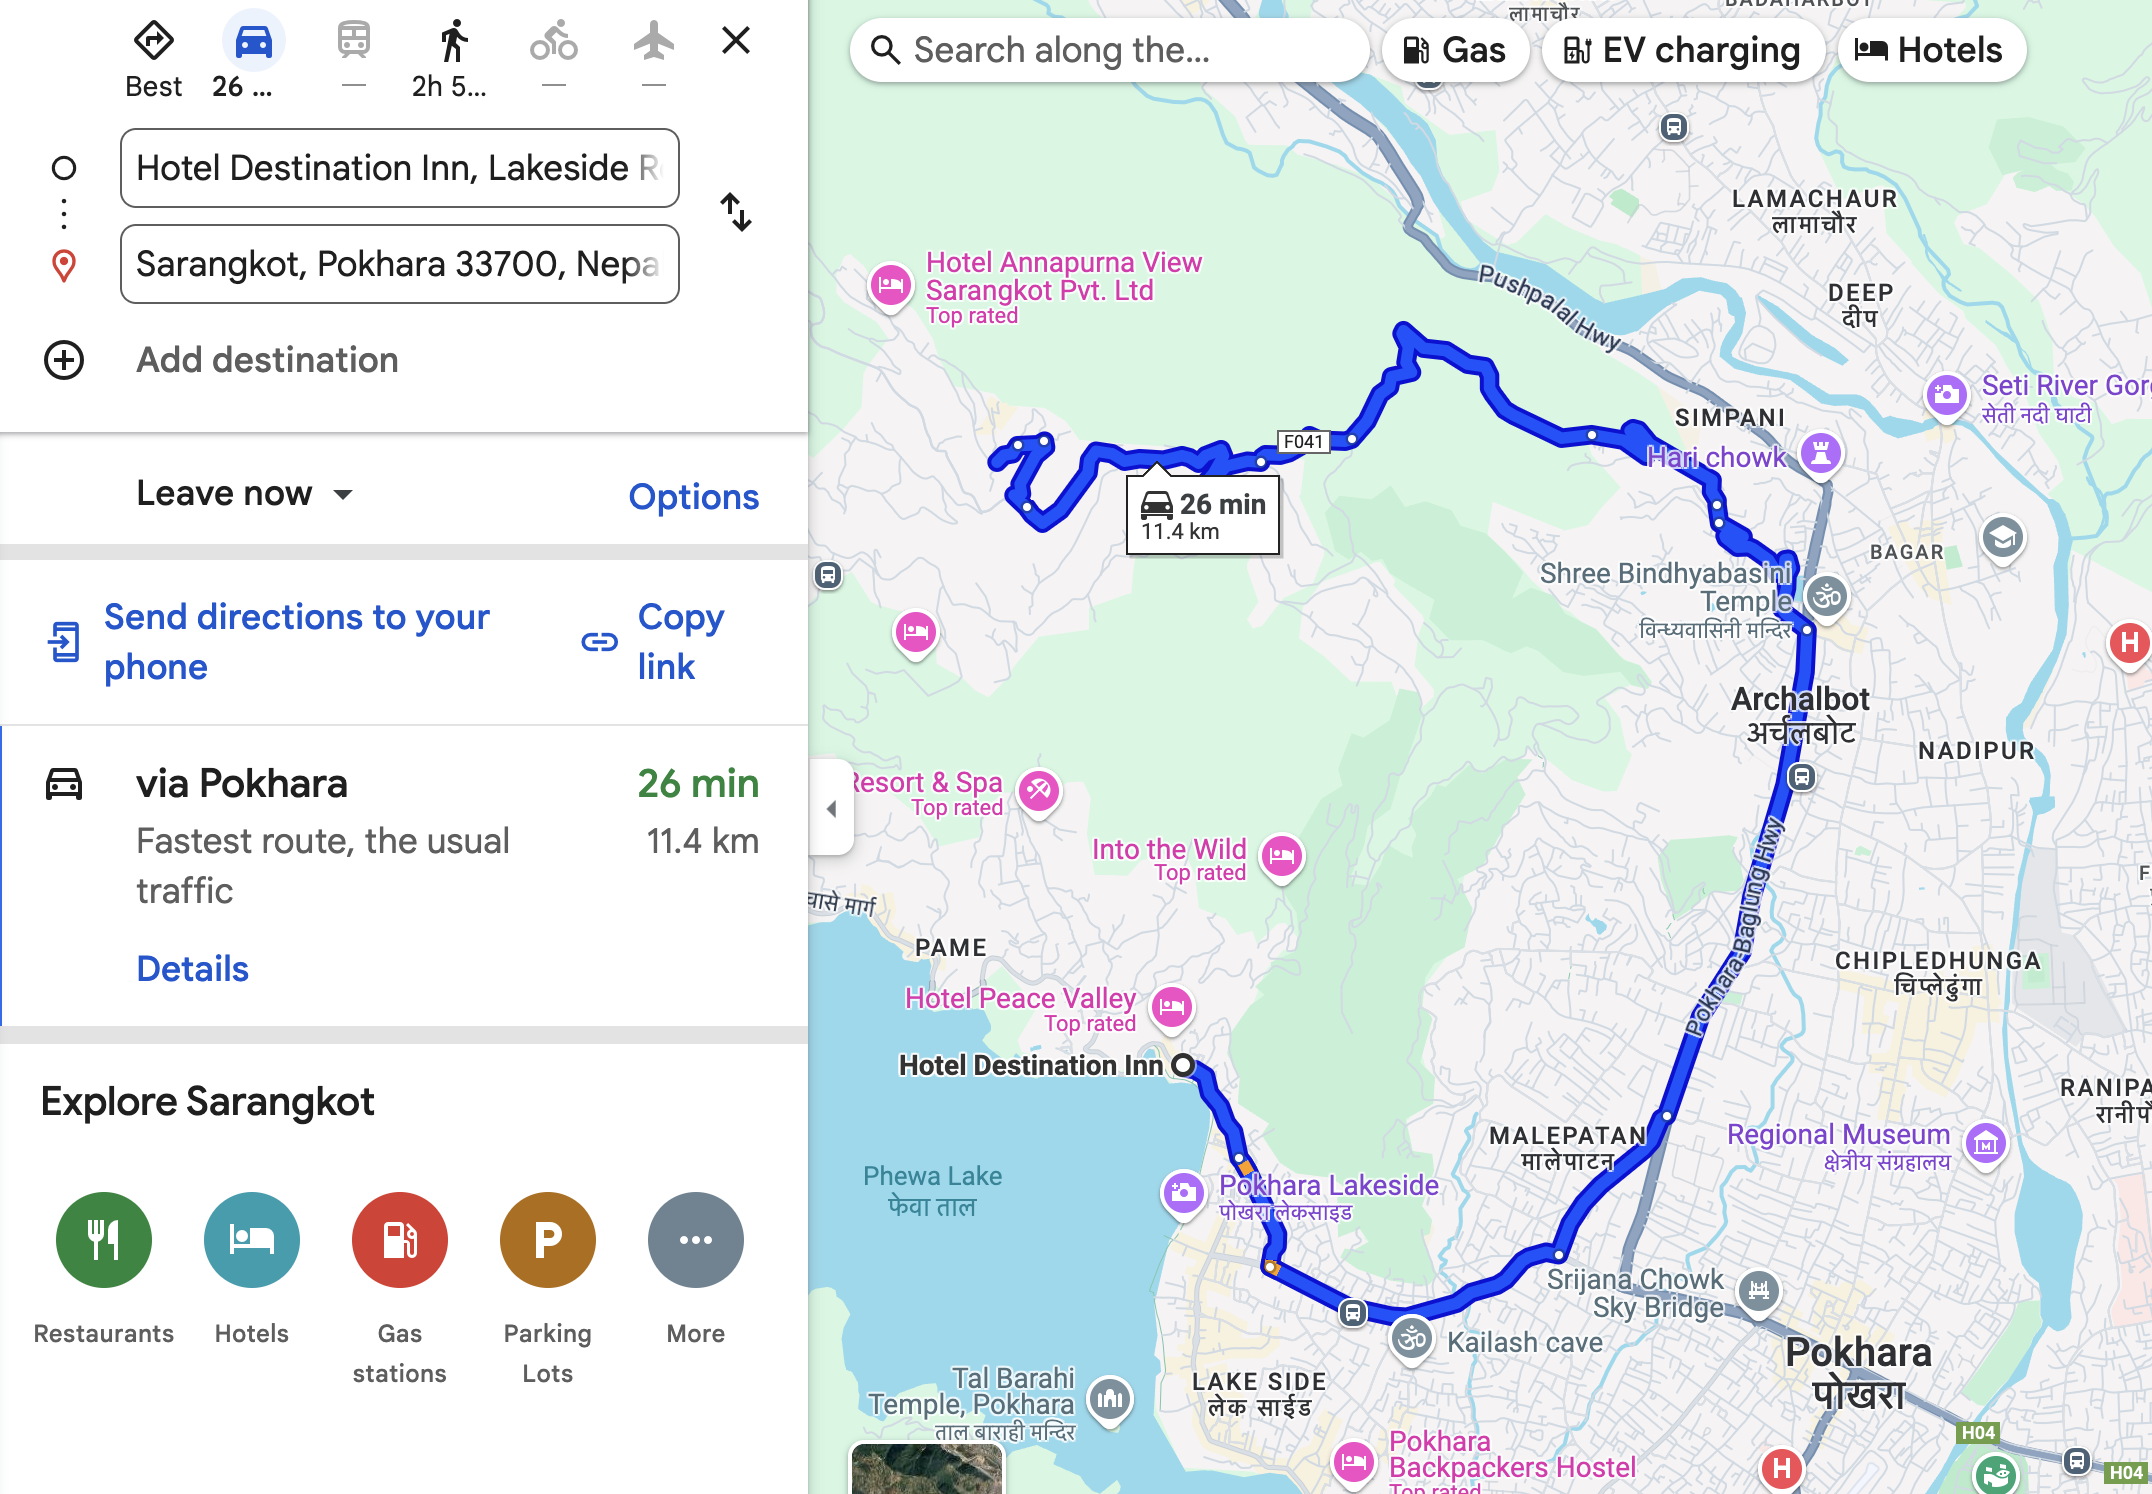 Best
26 ...
—
2h 5...
—
—
Hotel Destination Inn, Lakeside R
Sarangkot, Pokhara 33700, Nepa
Add destination
Leave now
Options
Send directions to your
phone
Copy
link
via Pokhara
26 min
Fastest route, the usual
traffic
11.4 km
Details
Explore Sarangkot
P
Restaurants
Hotels
Gas
stations
Parking
Lots
More
Search along the...
Gas
EV charging
Hotels
लामाचौर
BADAHARBOT
LAMACHAUR
लामाचौर
Hotel Annapurna View
Sarangkot Pvt. Ltd
Top rated
Pushpalal Hwy
DEEP
दीप
Seti River Gor
सेती नदी घाटी
SIMPANI
Hari chowk
F041
26 min
11.4 km
BAGAR
Shree Bindhyabasini
Temple
विन्ध्यवासिनी मन्दिर
H
Archalbot
अर्चलबोट
NADIPUR
Resort & Spa
Top rated
Into the Wild
Top rated
Pokhara-Baglung Hwy
PAME
CHIPLEDHUNGA
चिप्लेढुंगा
Hotel Peace Valley
Top rated
Hotel Destination Inn
RANIPA
रानीपौ
MALEPATAN
मालेपाटन
Regional Museum
क्षेत्रीय संग्रहालय
M
Phewa Lake
फेवा ताल
Pokhara Lakeside
पोखरा लेकसाइड
Srijana Chowk
Sky Bridge
Kailash cave
Pokhara
पोखरा
Tal Barahi
Temple, Pokhara
ताल बाराही मन्दिर
LAKE SIDE
लेक साईड
H04
Pokhara
Backpackers Hostel
Top rated
H
H04